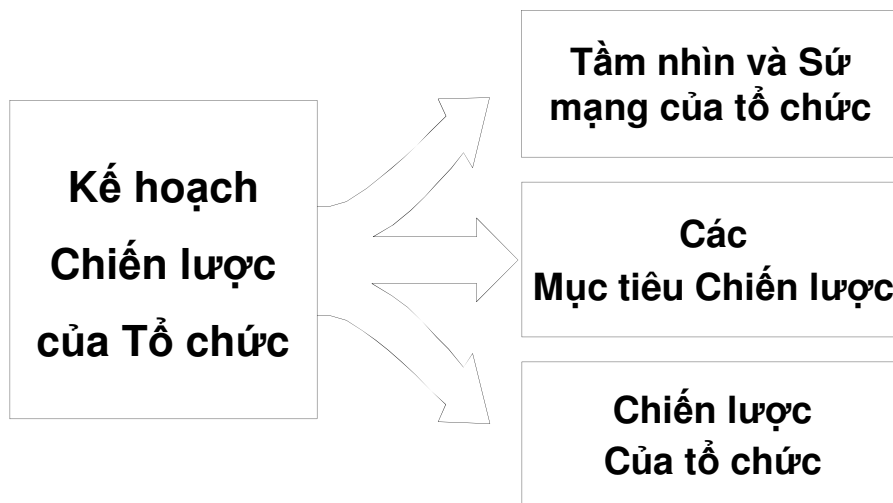 Kế hoạch
Chiến lược
của Tổ chức
Tầm nhìn và Sứ
mạng của tổ chức
Các
Mục tiêu Chiến lược
Chiến lược
Của tổ chức